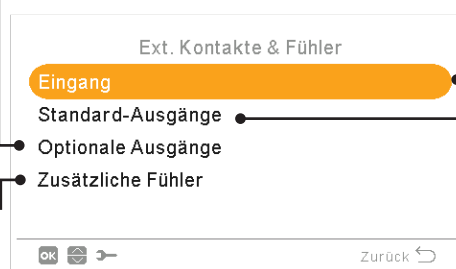 Ext. Kontakte & Fühler
Eingang
Standard-Ausgänge
Optionale Ausgänge
Zusätzliche Fühler
OK
Zurück